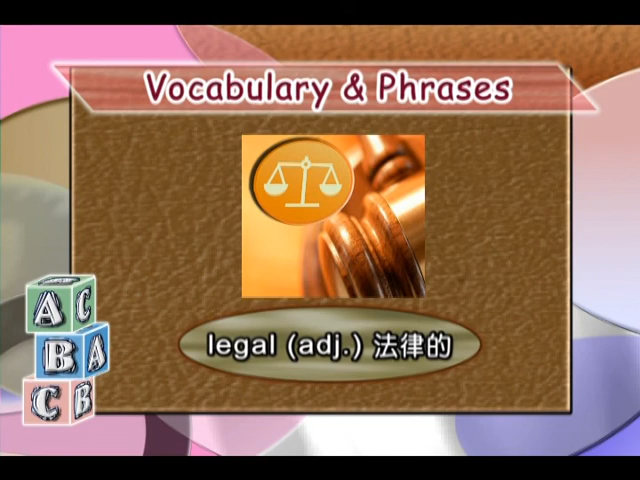 Vocabulary & Phrases
legal (adj.) 法律的
A C
B A
C B